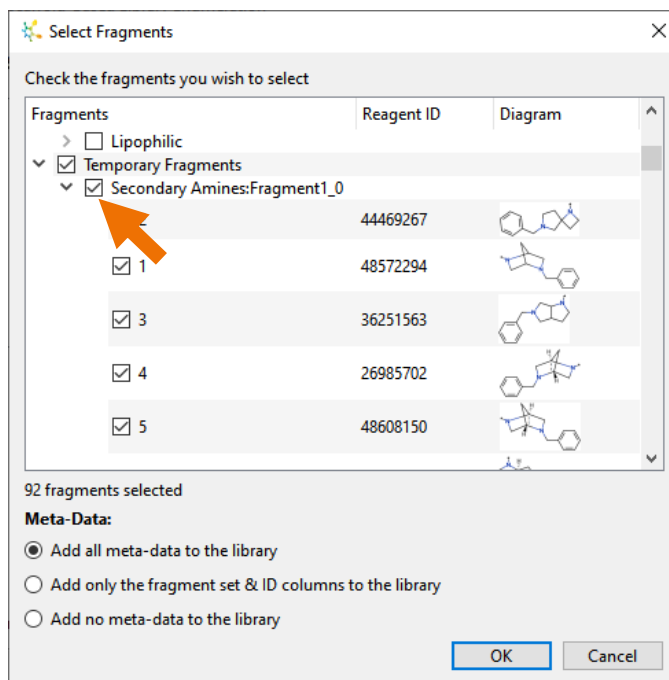 Select Fragments
Check the fragments you wish to select
Fragments Reagent ID Diagram
Lipophilic
Temporary Fragments
Secondary Amines:Fragment1_0
44469267
1 48572294
3 36251563
4 26985702
5 48608150
92 fragments selected
Meta-Data:
Add all meta-data to the library
Add only the fragment set & ID columns to the library
Add no meta-data to the library
OK Cancel